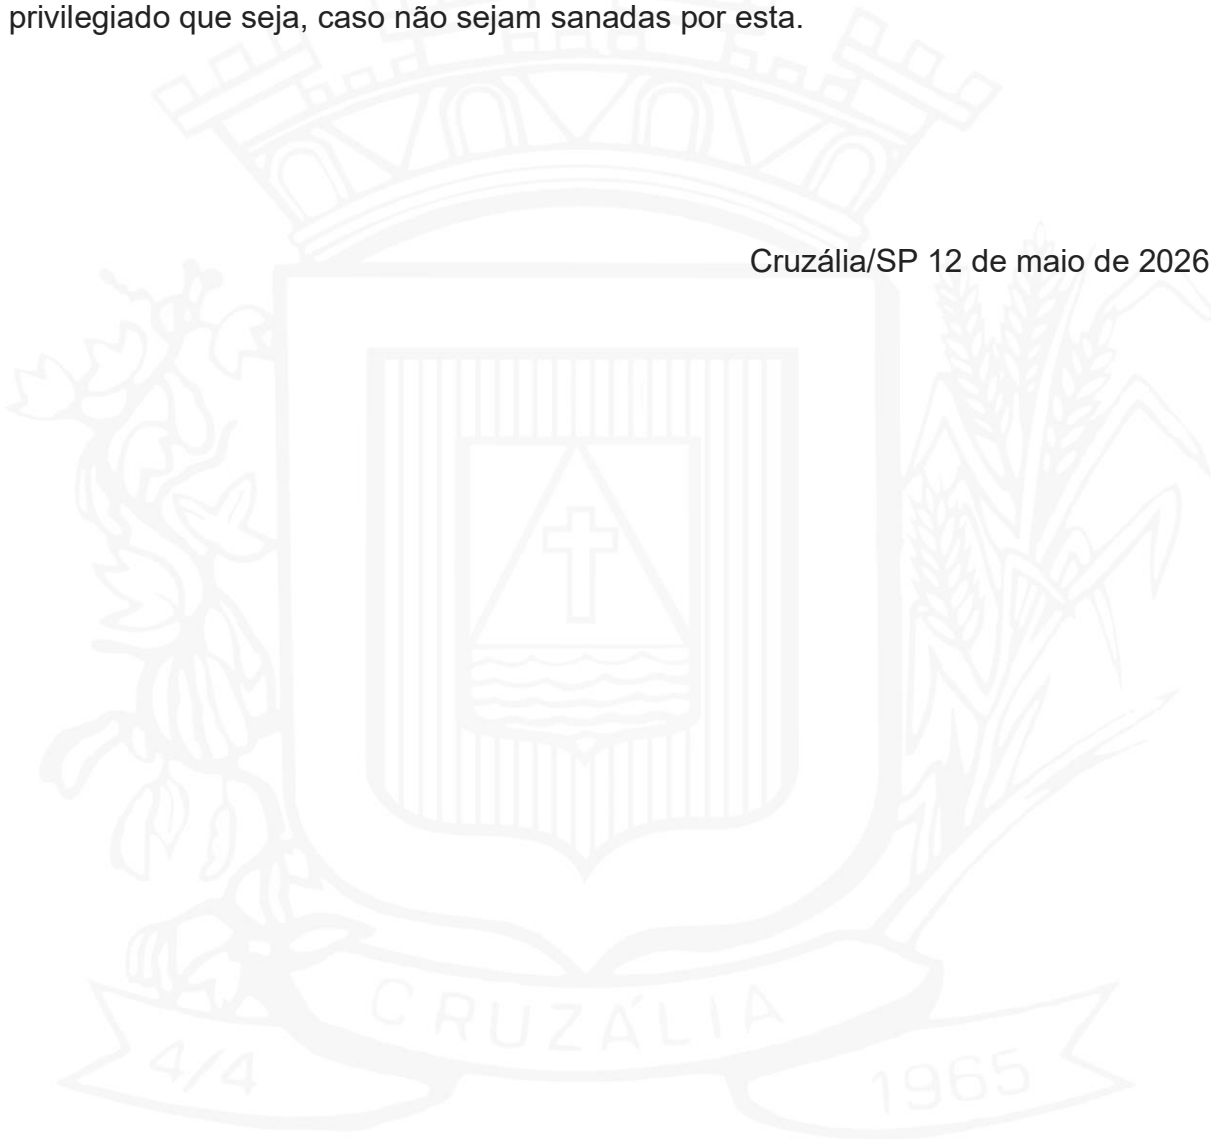 privilegiado que seja, caso não sejam sanadas por esta.
Cruzália/SP 12 de maio de 2026
CRUZÁLIA
4/4
1965